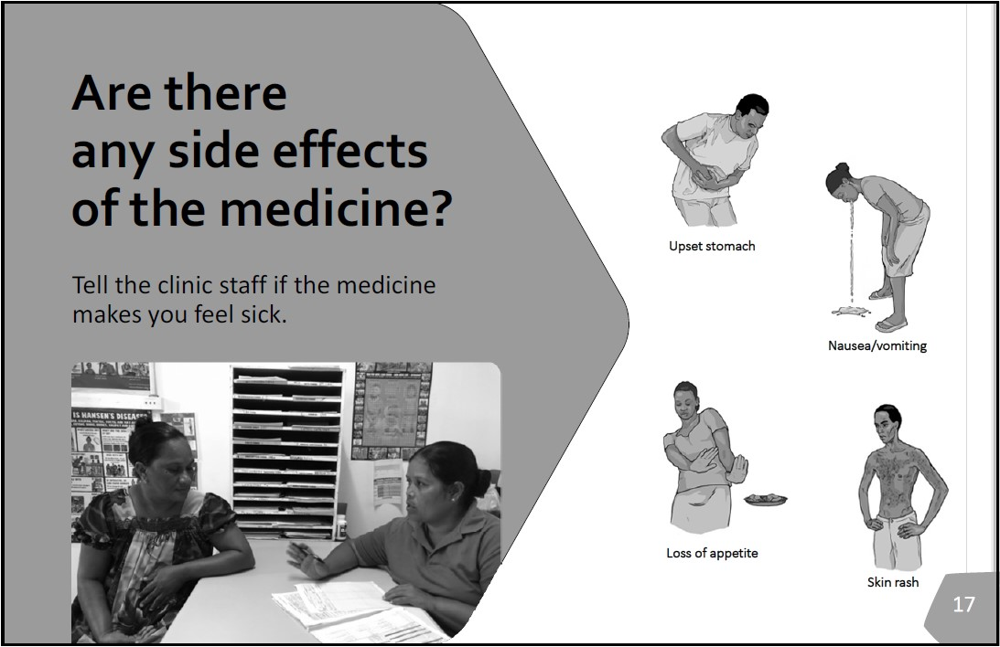 Are there
any side effects
of the medicine?
Tell the clinic staff if the medicine
makes you feel sick.
IS HANSEN'S DISEASE
Upset stomach
Nausea/vomiting
Loss of appetite
Skin rash
17